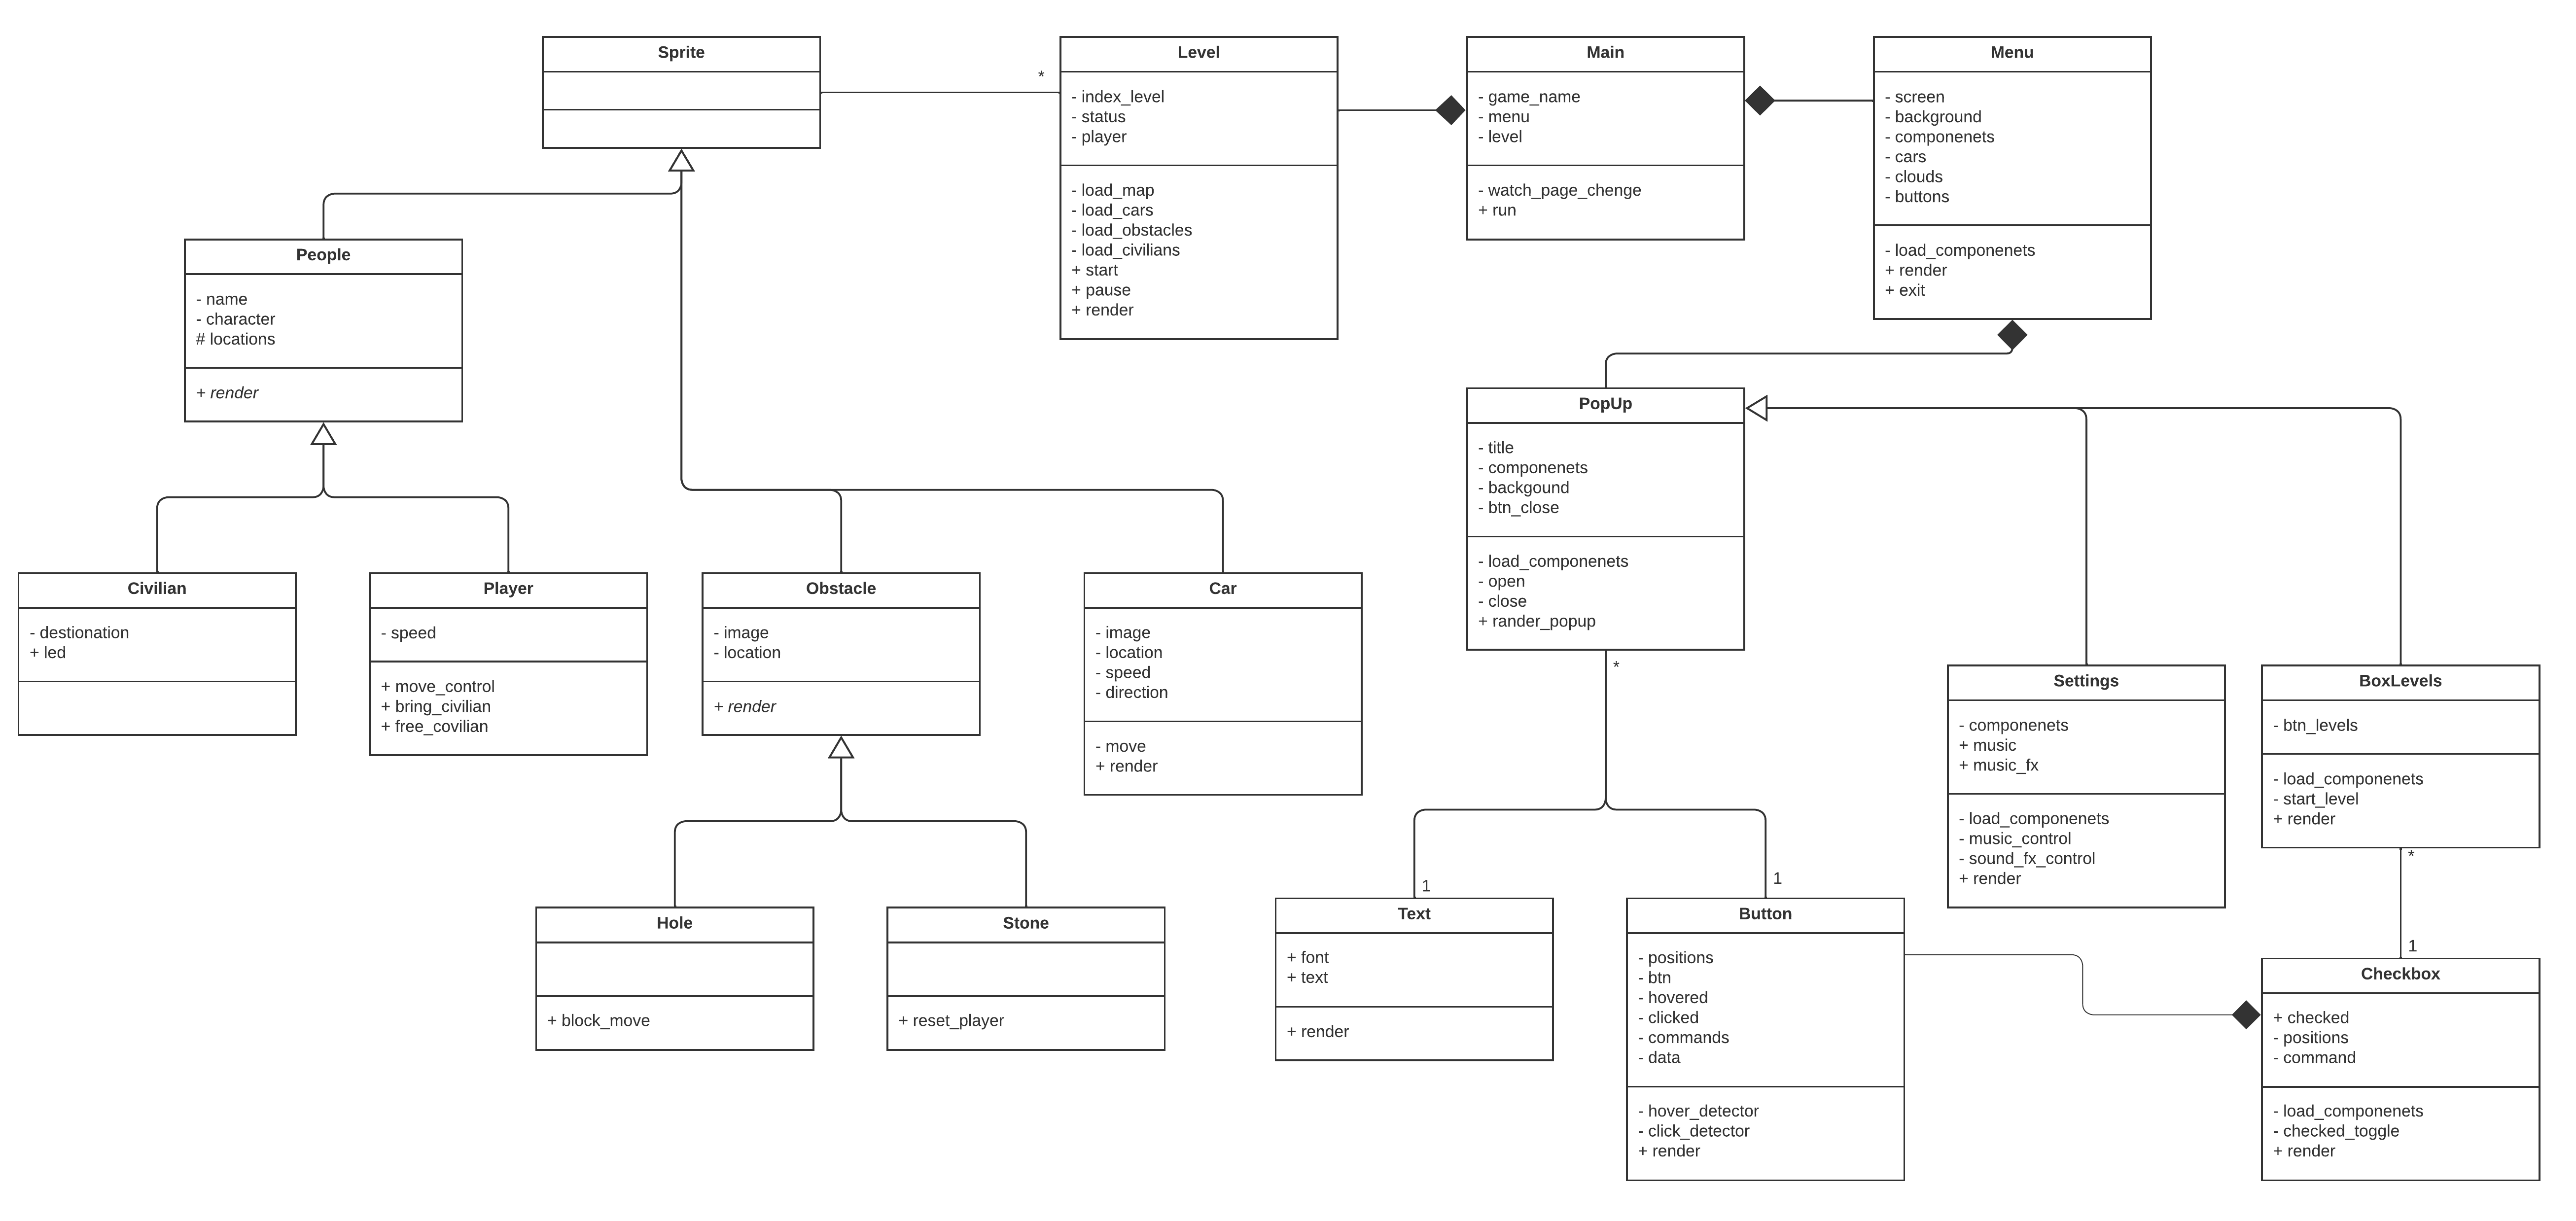 Sprite
*
Level
- index_level
- status
- player
- load_map
- load_cars
- load_obstacles
- load_civilians
+ start
+ pause
+ render
Main
- game_name
- menu
- level
- watch_page_chenge
+ run
Menu
- screen
- background
- componenets
- cars
- clouds
- buttons
- load_componenets
+ render
+ exit
People
- name
- character
# locations
+ render
PopUp
- title
- componenets
- backgound
- btn_close
- load_componenets
- open
- close
+ rander_popup
*
Civilian
- destionation
+ led
Player
- speed
+ move_control
+ bring_civilian
+ free_covilian
Obstacle
- image
- location
+ render
Car
- image
- location
- speed
- direction
- move
+ render
Settings
- componenets
+ music
+ music_fx
- load_componenets
- music_control
- sound_fx_control
+ render
BoxLevels
- btn_levels
- load_componenets
- start_level
+ render
*
1
Hole
+ block_move
Stone
+ reset_player
1
Text
+ font
+ text
+ render
1
Button
- positions
- btn
- hovered
- clicked
- commands
- data
- hover_detector
- click_detector
+ render
Checkbox
+ checked
- positions
- command
- load_componenets
- checked_toggle
+ render